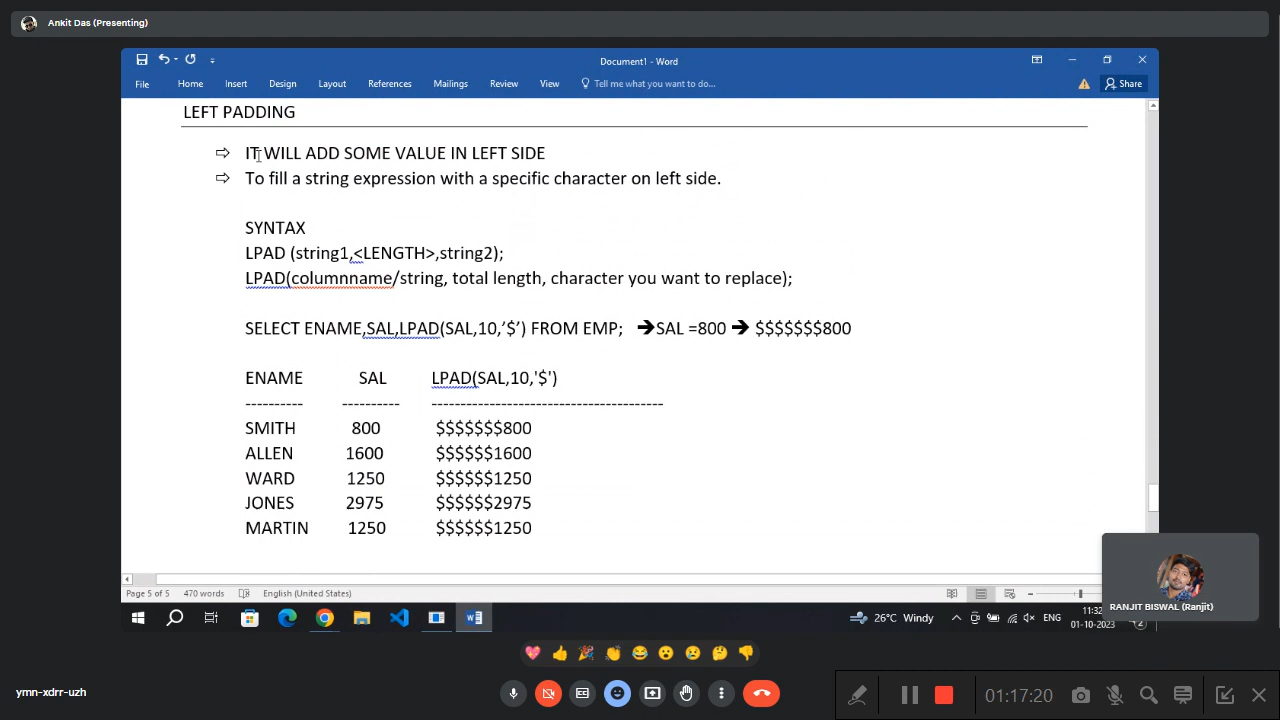 Ankit Das (Presenting)
Document1 - Word
File Home Insert Design Layout References Mailings Review View Tell me what you want to do... Share
LEFT PADDING
⇨ IT WILL ADD SOME VALUE IN LEFT SIDE
⇨ To fill a string expression with a specific character on left side.
SYNTAX
LPAD (string1,<LENGTH>,string2);
LPAD(columnname/string, total length, character you want to replace);
SELECT ENAME,SAL,LPAD(SAL,10,’$’) FROM EMP; ➔SAL =800 ➔ $$$$$$$800
ENAME SAL LPAD(SAL,10,'$')
---------- ---------- ----------------------------------------
SMITH 800 $$$$$$$800
ALLEN 1600 $$$$$$1600
WARD 1250 $$$$$$1250
JONES 2975 $$$$$$2975
MARTIN 1250 $$$$$$1250
Page 5 of 5 470 words English (United States)
RANJIT BISWAL (Ranjit)
26°C Windy ENG 11:32
01-10-2023
ymn-xdrr-uzh
01:17:20